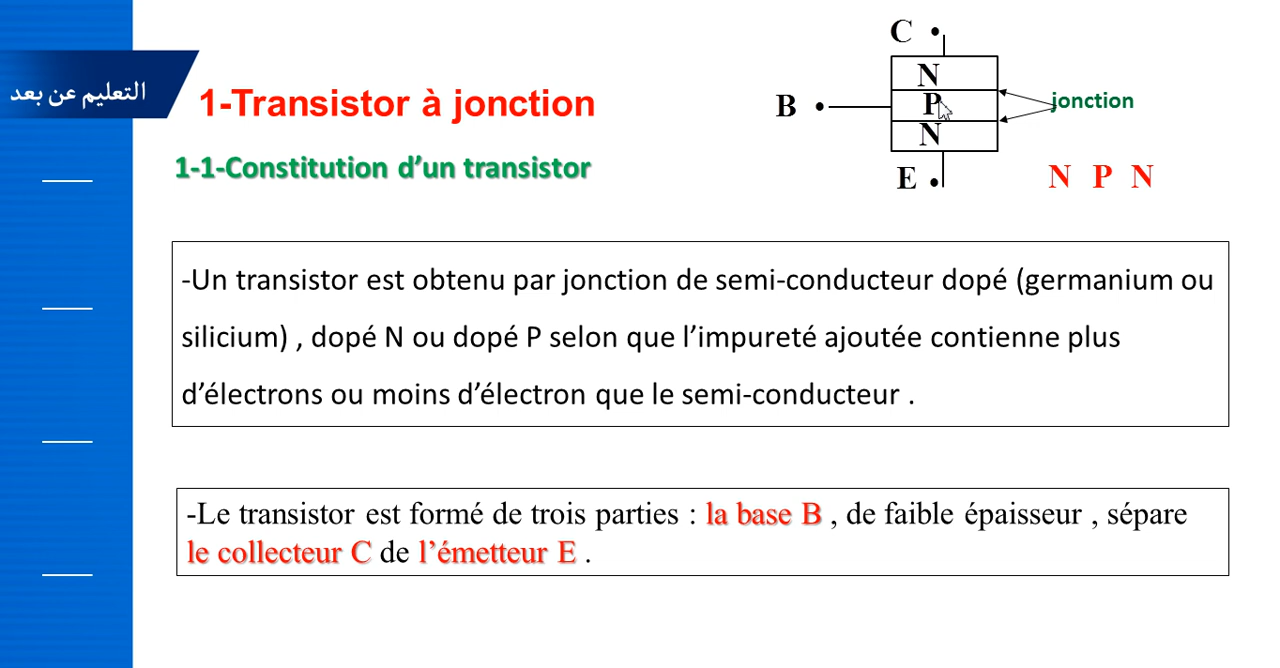 التعليم عن بعد
1-Transistor à jonction
1-1-Constitution d’un transistor
C
N
B
P
jonction
N
E
N P N
-Un transistor est obtenu par jonction de semi-conducteur dopé (germanium ou
silicium) , dopé N ou dopé P selon que l’impureté ajoutée contienne plus
d’électrons ou moins d’électron que le semi-conducteur .
-Le transistor est formé de trois parties : la base B , de faible épaisseur , sépare
le collecteur C de l’émetteur E .